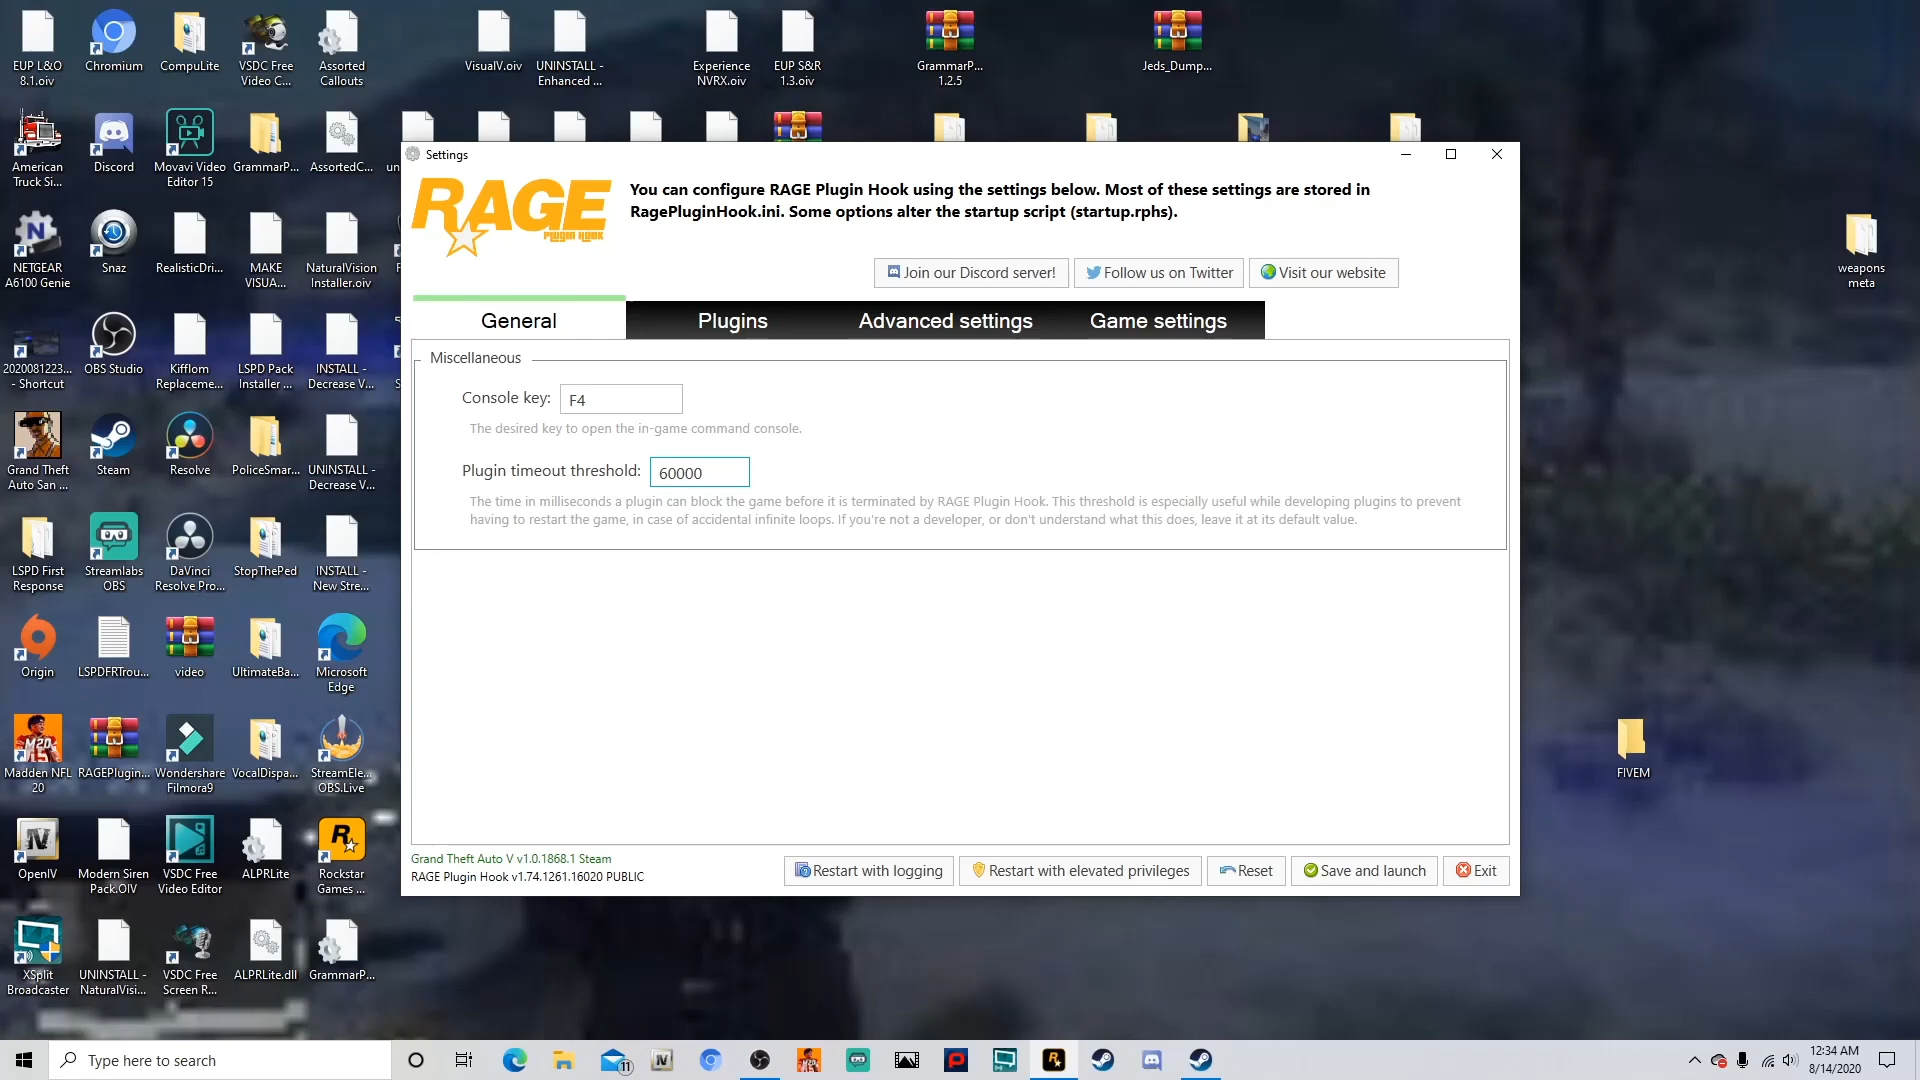 EUP L&O
8.1.oiv
Chromium
CompuLite
VSDC Free
Video C...
Assorted
Callouts
VisualV.oiv
UNINSTALL -
Enhanced ...
Experience
NVRX.oiv
EUP S&R
1.3.oiv
GrammarP...
1.2.5
Jeds_Dump...
American
Truck Si...
Discord
Movavi Video
Editor 15
GrammarP...
AssortedC...
un
NETGEAR
A6100 Genie
Snaz
RealisticDri...
MAKE
VISUA...
NaturalVision
Installer.oiv
weapons
meta
2020081223...
- Shortcut
OBS Studio
Kifflom
Replaceme...
LSPD Pack
Installer ...
INSTALL -
Decrease V...
Grand Theft
Auto San ...
Steam
Resolve
PoliceSmar...
UNINSTALL -
Decrease V...
LSPD First
Response
Streamlabs
OBS
DaVinci
Resolve Pro...
StopThePed
INSTALL -
New Stre...
Origin
LSPDFRTrou...
video
UltimateBa...
Microsoft
Edge
M20
Madden NFL
20
RAGEPlugin...
Wondershare
Filmora9
VocalDispa...
StreamEle...
OBS.Live
FIVEM
OpenIV
Modern Siren
Pack.OIV
VSDC Free
Video Editor
ALPRLite
Rockstar
Games ...
XSplit
Broadcaster
UNINSTALL -
NaturalVisi...
VSDC Free
Screen R...
ALPRLite.dll
GrammarP...
Settings
RAGE
PLUGIN HOOK
You can configure RAGE Plugin Hook using the settings below. Most of these settings are stored in
RagePluginHook.ini. Some options alter the startup script (startup.rphs).
Join our Discord server!
Follow us on Twitter
Visit our website
General
Plugins
Advanced settings
Game settings
Miscellaneous
Console key: F4
The desired key to open the in-game command console.
Plugin timeout threshold: 60000
The time in milliseconds a plugin can block the game before it is terminated by RAGE Plugin Hook. This threshold is especially useful while developing plugins to prevent
having to restart the game, in case of accidental infinite loops. If you're not a developer, or don't understand what this does, leave it at its default value.
Grand Theft Auto V v1.0.1868.1 Steam
RAGE Plugin Hook v1.74.1261.16020 PUBLIC
Restart with logging
Restart with elevated privileges
Reset
Save and launch
Exit
Type here to search
11
12:34 AM
8/14/2020